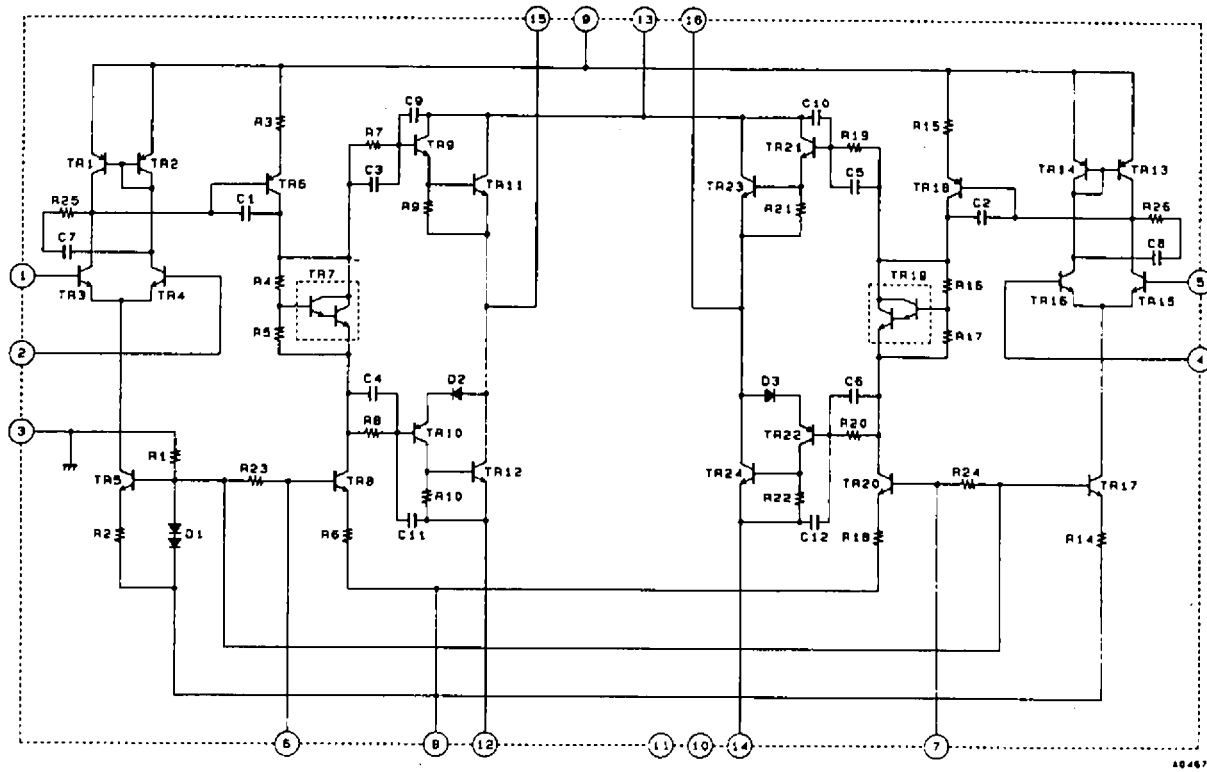 15 9 13 16
C9 C10
R3 R7 TR9 TR21 R19 R15
TR1 TR2 TR14 TR13
TR6 C3 TR11 TR23 C5 TR18
R25 C1 R9 R21 C2 R26
C7 C8
1 TR3 TR4 R4 TR7 TR19 R16 TR16 TR15 5
R5 R17
2 4
C4 D2 D3 C6
3 R1 R8 TR10 TR22 R20
TR5 R23 TR8 TR12 TR24 TR20 R24 TR17
R10 R22
R2 D1 R6 C11 C12 R18 R14
6 8 12 11 10 14 7